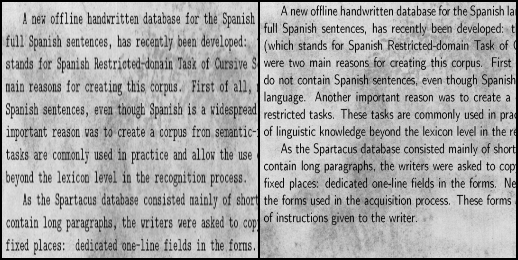 A new offline handwritten database for the Spanish
full Spanish sentences, has recently been developed:
stands for Spanish Restricted-domain Task of Cursive S
main reasons for creating this corpus. First of all,
Spanish sentences, even though Spanish is a widespread
important reason was to create a corpus from semantic-
tasks are commonly used in practice and allow the use
beyond the lexicon level in the recognition process.
As the Spartacus database consisted mainly of short
contain long paragraphs, the writers were asked to copy
fixed places: dedicated one-line fields in the forms.
A new offline handwritten database for the Spanish la
full Spanish sentences, has recently been developed: t
(which stands for Spanish Restricted-domain Task of C
were two main reasons for creating this corpus. First
do not contain Spanish sentences, even though Spanish
language. Another important reason was to create a
restricted tasks. These tasks are commonly used in prac
of linguistic knowledge beyond the lexicon level in the re
As the Spartacus database consisted mainly of short
contain long paragraphs, the writers were asked to cop
fixed places: dedicated one-line fields in the forms. Ne
the forms used in the acquisition process. These forms
of instructions given to the writer.